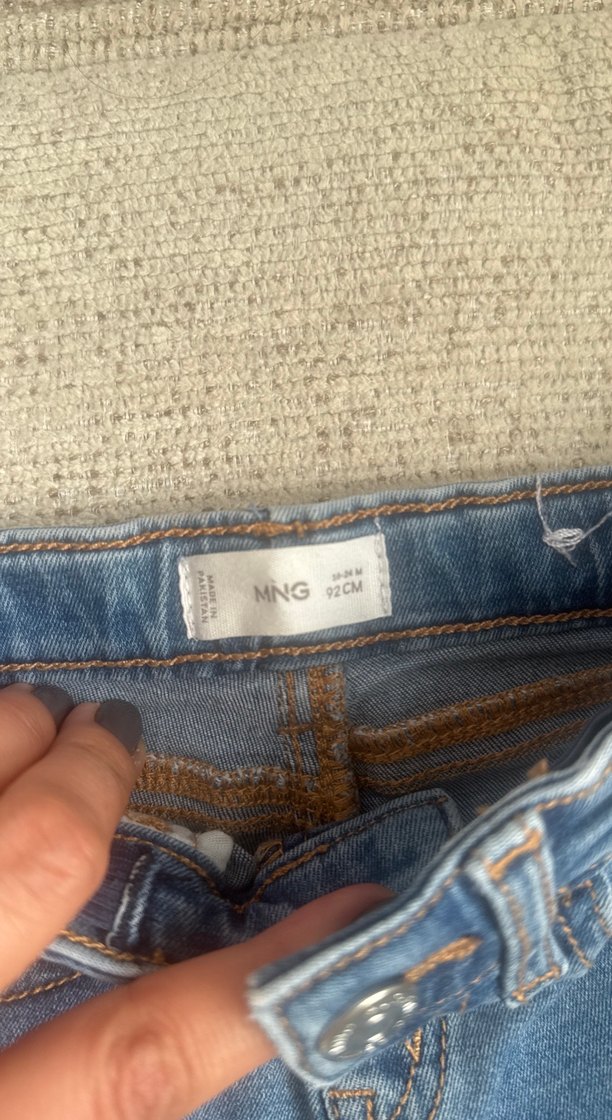 MNG
18-24 M
92CM
MADE IN
PAKISTAN